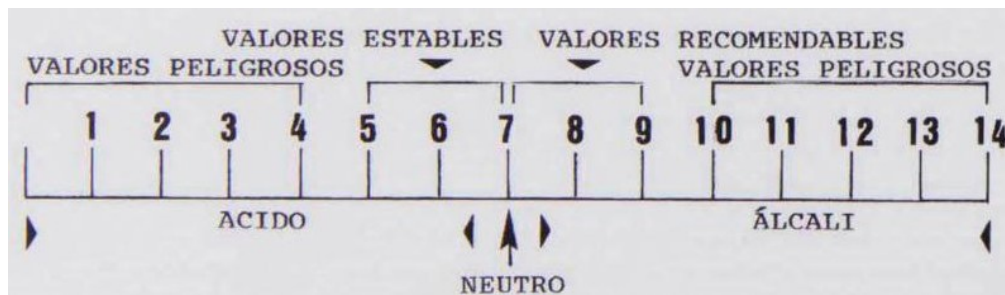 VALORES ESTABLES VALORES RECOMENDABLES
VALORES PELIGROSOS VALORES PELIGROSOS
1 2 3 4 5 6 7 8 9 10 11 12 13 14
ACIDO ÁLCALI
NEUTRO